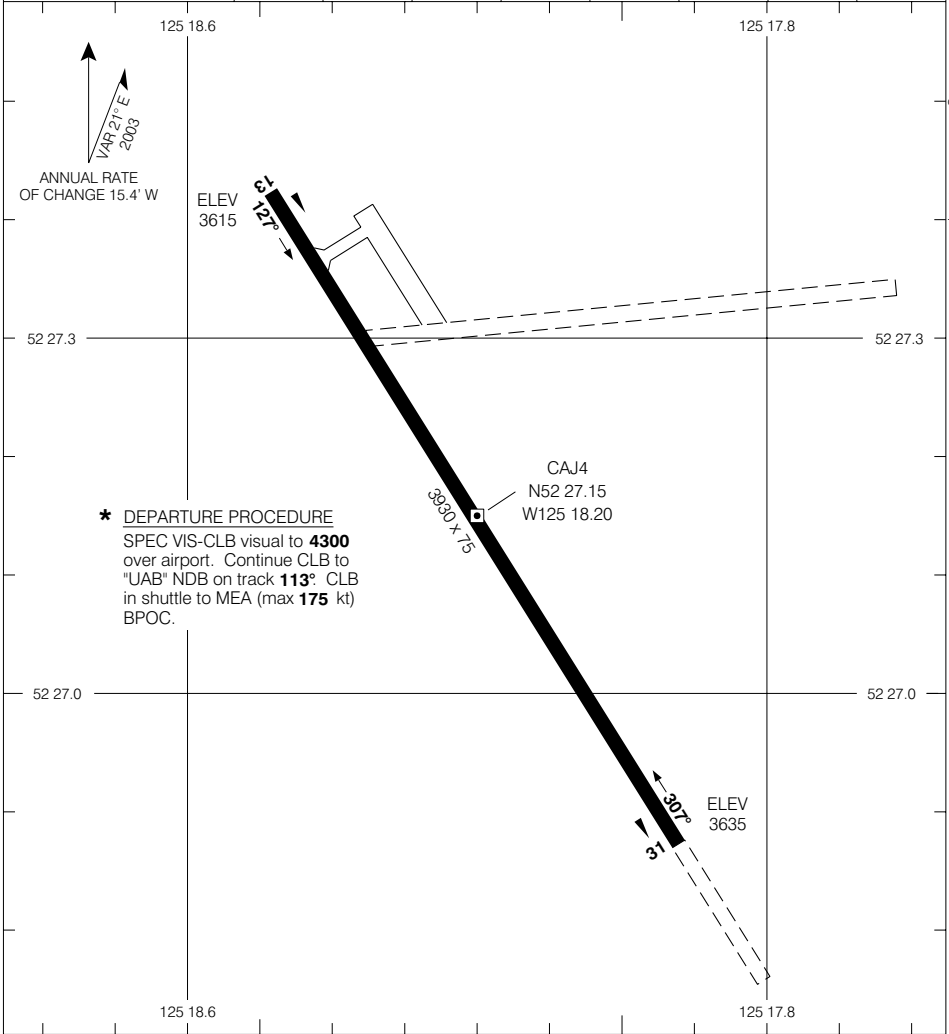 125 18.6
125 17.8
VAR 21° E
2003
ANNUAL RATE
OF CHANGE 15.4' W
13
127°
ELEV
3615
52 27.3
52 27.3
CAJ4
N52 27.15
W125 18.20
3930 x 75
* DEPARTURE PROCEDURE
SPEC VIS-CLB visual to 4300
over airport. Continue CLB to
"UAB" NDB on track 113°. CLB
in shuttle to MEA (max 175 kt)
BPOC.
52 27.0
52 27.0
307°
ELEV
3635
31
125 18.6
125 17.8